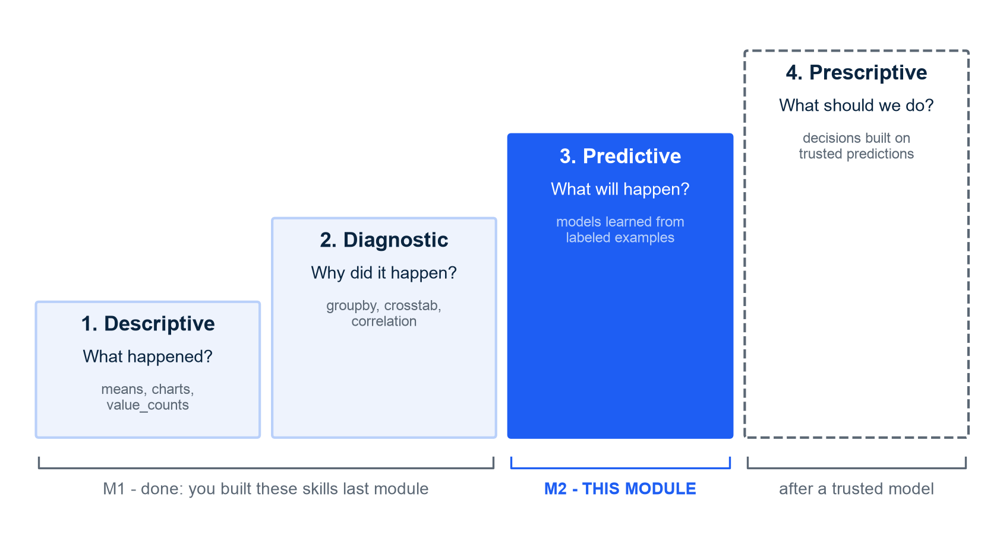 1. Descriptive
What happened?
means, charts,
value_counts
2. Diagnostic
Why did it happen?
groupby, crosstab,
correlation
3. Predictive
What will happen?
models learned from
labeled examples
4. Prescriptive
What should we do?
decisions built on
trusted predictions
M1 - done: you built these skills last module
M2 - THIS MODULE
after a trusted model